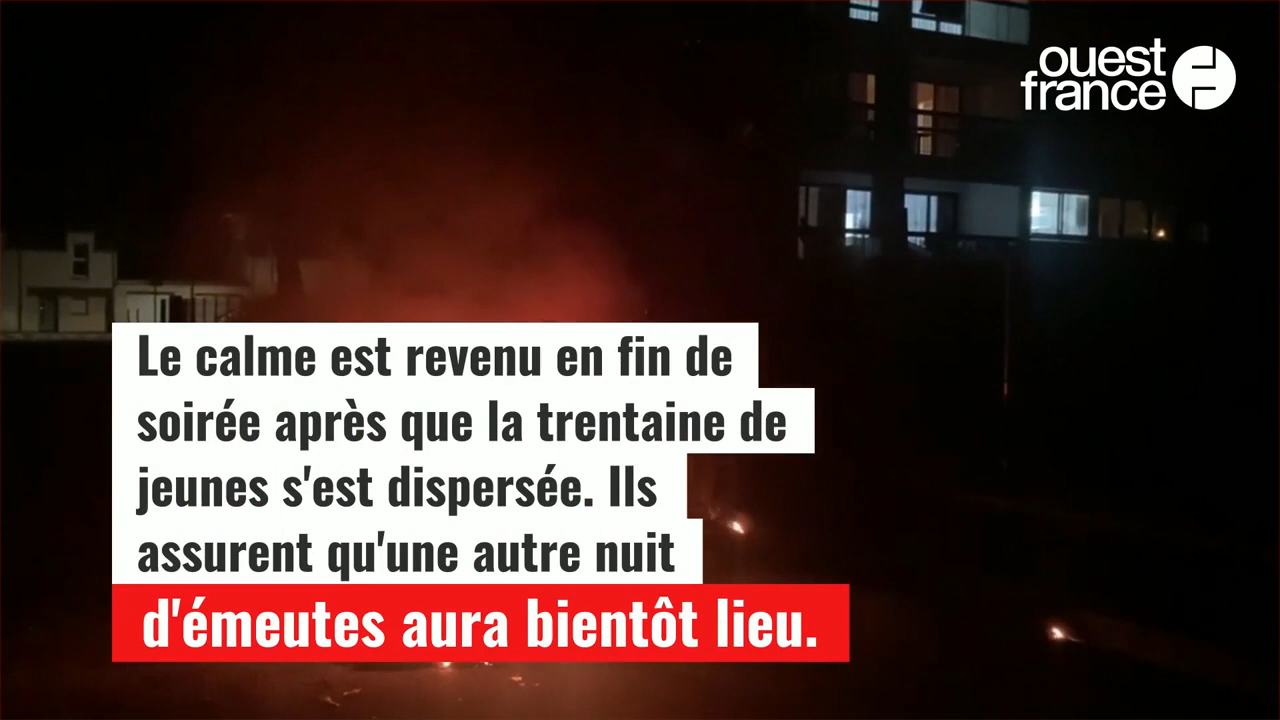 ouest
france
Le calme est revenu en fin de
soirée après que la trentaine de
jeunes s'est dispersée. Ils
assurent qu'une autre nuit
d'émeutes aura bientôt lieu.